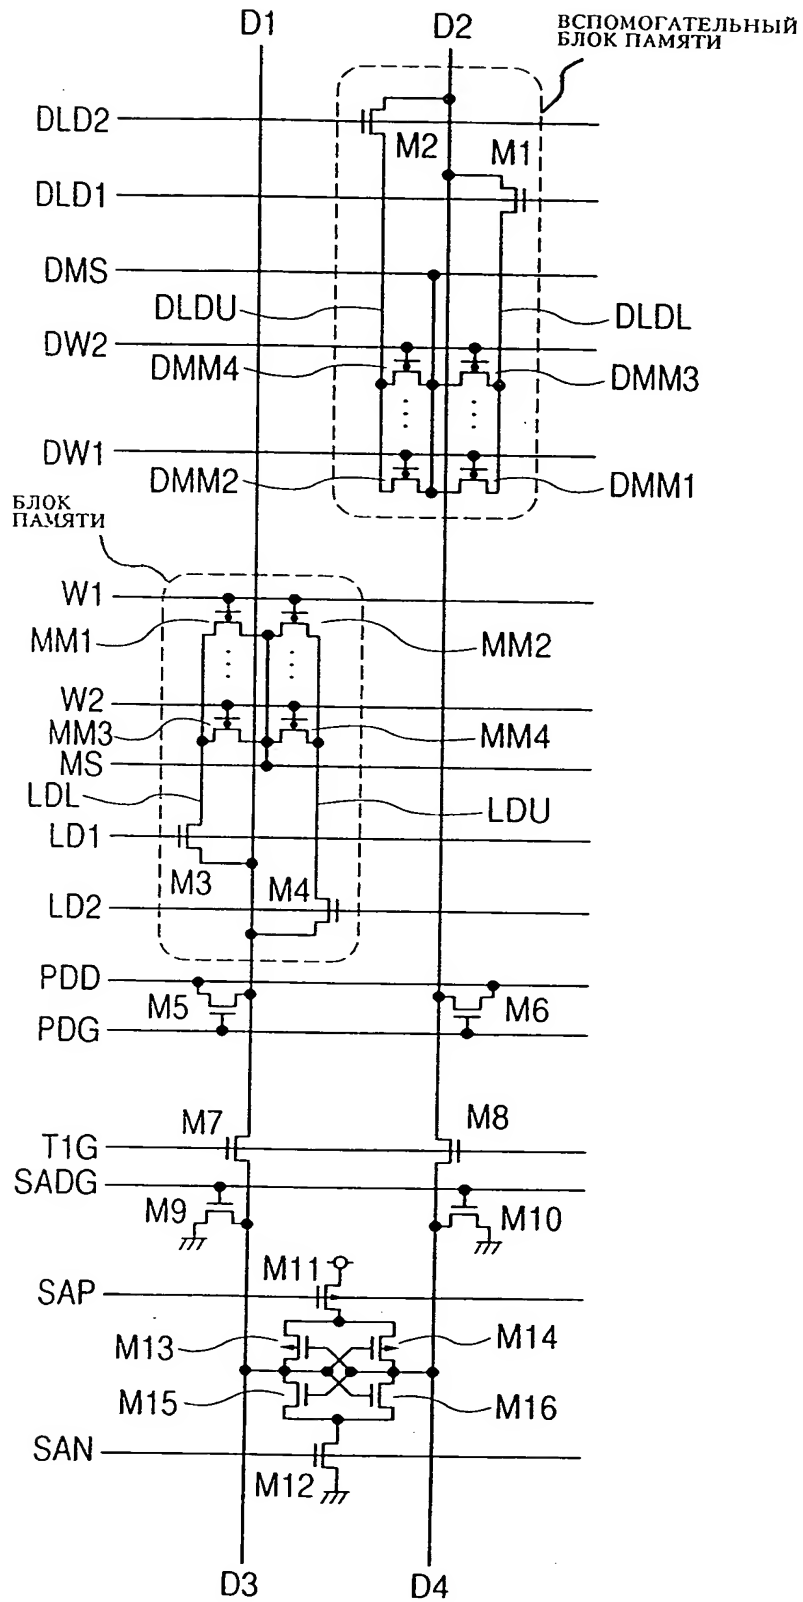 D1
D2
ВСПОМОГАТЕЛЬНЫЙ
БЛОК ПАМЯТИ
DLD2
M2
M1
DLD1
DMS
DLDU
DLDL
DW2
DMM4
DMM3
DW1
DMM2
DMM1
БЛОК
ПАМЯТИ
W1
MM1
MM2
W2
MM3
MM4
MS
LDL
LDU
LD1
M3
M4
LD2
PDD
M5
M6
PDG
M7
M8
T1G
SADG
M9
M10
M11
SAP
M13
M14
M15
M16
SAN
M12
D3
D4